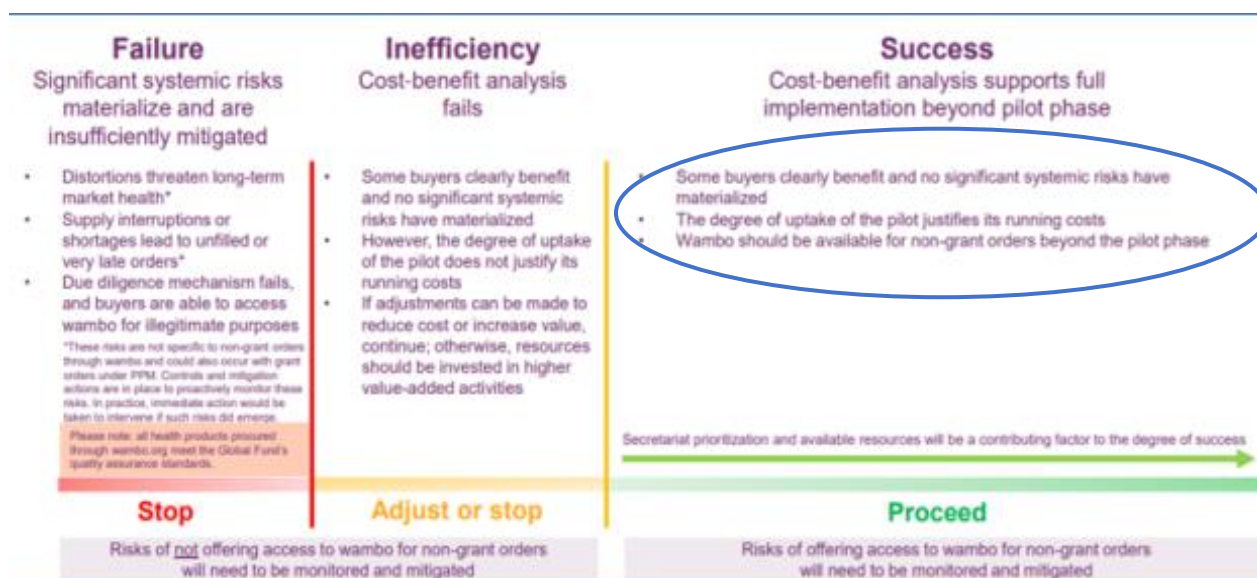 Failure
Significant systemic risks
materialize and are
insufficiently mitigated
• Distortions threaten long-term
market health*
• Supply interruptions or
shortages lead to unfilled or
very late orders*
• Due diligence mechanism fails,
and buyers are able to access
wambo for illegitimate purposes
*These risks are not specific to non-grant orders
through wambo and could also occur with grant
orders under PPM. Controls and mitigation
actions are in place to proactively monitor these
risks. In practice, immediate action would be
taken to intervene if such risks did emerge.
Please note: all health products procured
through wambo.org meet the Global Fund's
quality assurance standards.
Stop
Inefficiency
Cost-benefit analysis
fails
• Some buyers clearly benefit
and no significant systemic
risks have materialized
• However, the degree of uptake
of the pilot does not justify its
running costs
• If adjustments can be made to
reduce cost or increase value,
continue; otherwise, resources
should be invested in higher
value-added activities
Adjust or stop
Risks of not offering access to wambo for non-grant orders
will need to be monitored and mitigated
Success
Cost-benefit analysis supports full
implementation beyond pilot phase
• Some buyers clearly benefit and no significant systemic risks have
materialized
• The degree of uptake of the pilot justifies its running costs
• Wambo should be available for non-grant orders beyond the pilot phase
Secretariat prioritization and available resources will be a contributing factor to the degree of success
Proceed
Risks of offering access to wambo for non-grant orders
will need to be monitored and mitigated